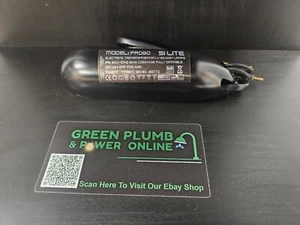 MODEL: FRO60 SI LITE
ELECTRONIC TRANSFORMER FOR LV HALOGEN LAMPS
GREEN PLUMB
& POWER ONLINE
Scan Here To Visit Our Ebay Shop